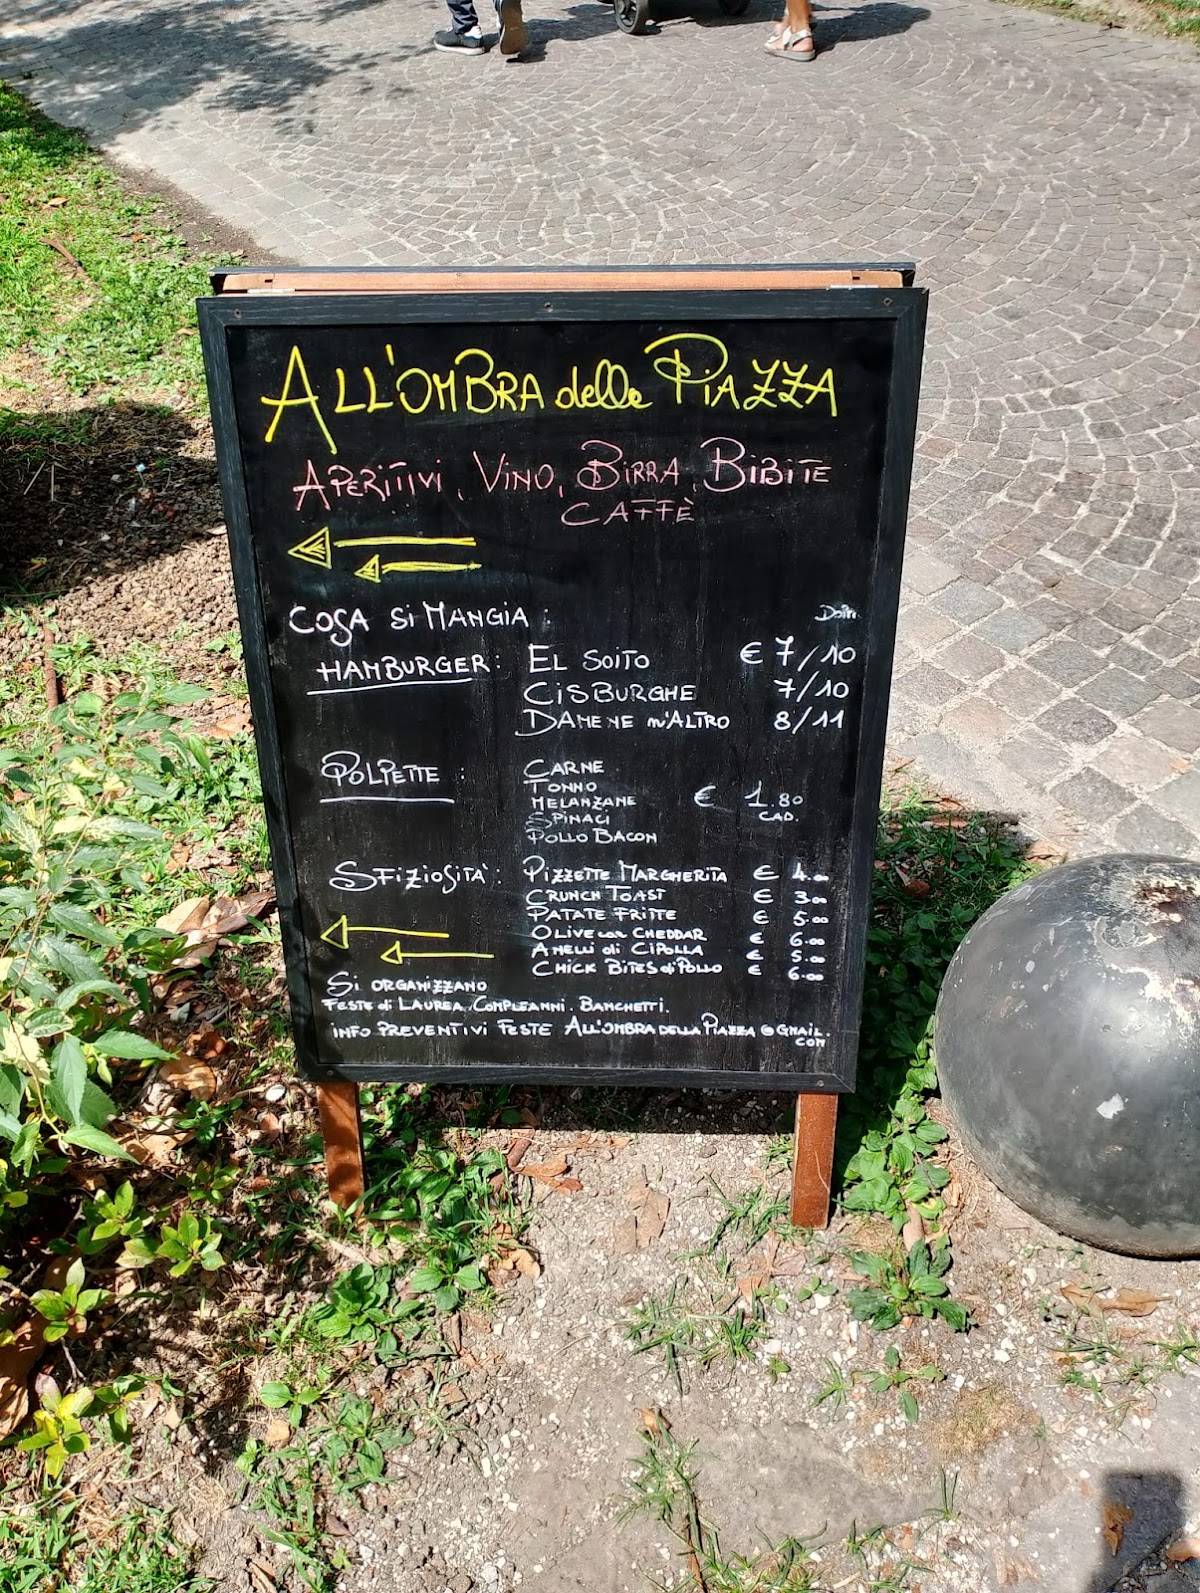 ALL'OMBRA delle PIAZZA
APERITIVI, VINO, BIRRA, BIBITE
CAFFÈ
COSA SI MANGIA :
HAMBURGER : EL SOITO € 7/10
CISBURGHE 7/10
DAMENE N'ALTRO 8/11
POLPETTE : CARNE
TONNO
MELANZANE € 1.80
SPINACI CAD.
POLLO BACON
SFIZIOSITÀ : PIZZETTE MARGHERITA € 4.00
CRUNCH TOAST € 3.00
PATATE FRITTE € 5.00
OLIVE con CHEDDAR € 6.00
ANELLI di CIPOLLA € 5.00
CHICK BITES di POLLO € 6.00
SI ORGANIZZANO
FESTE di LAUREA, COMPLEANNI. BANCHETTI.
INFO PREVENTIVI FESTE ALL'OMBRA DELLA PIAZZA @ GMAIL.
COM